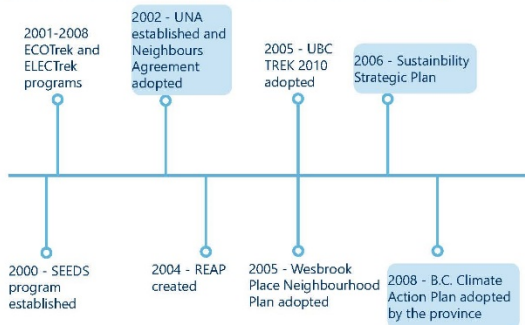 2001-2008
ECOTrek and
ELECTrek
programs
2002 - UNA
established and
Neighbours
Agreement
adopted
2005 - UBC
TREK 2010
adopted
2006 - Sustainbility
Strategic Plan
2000 - SEEDS
program
established
2004 - REAP
created
2005 - Wesbrook
Place Neighbourhood
Plan adopted
2008 - B.C. Climate
Action Plan adopted
by the province